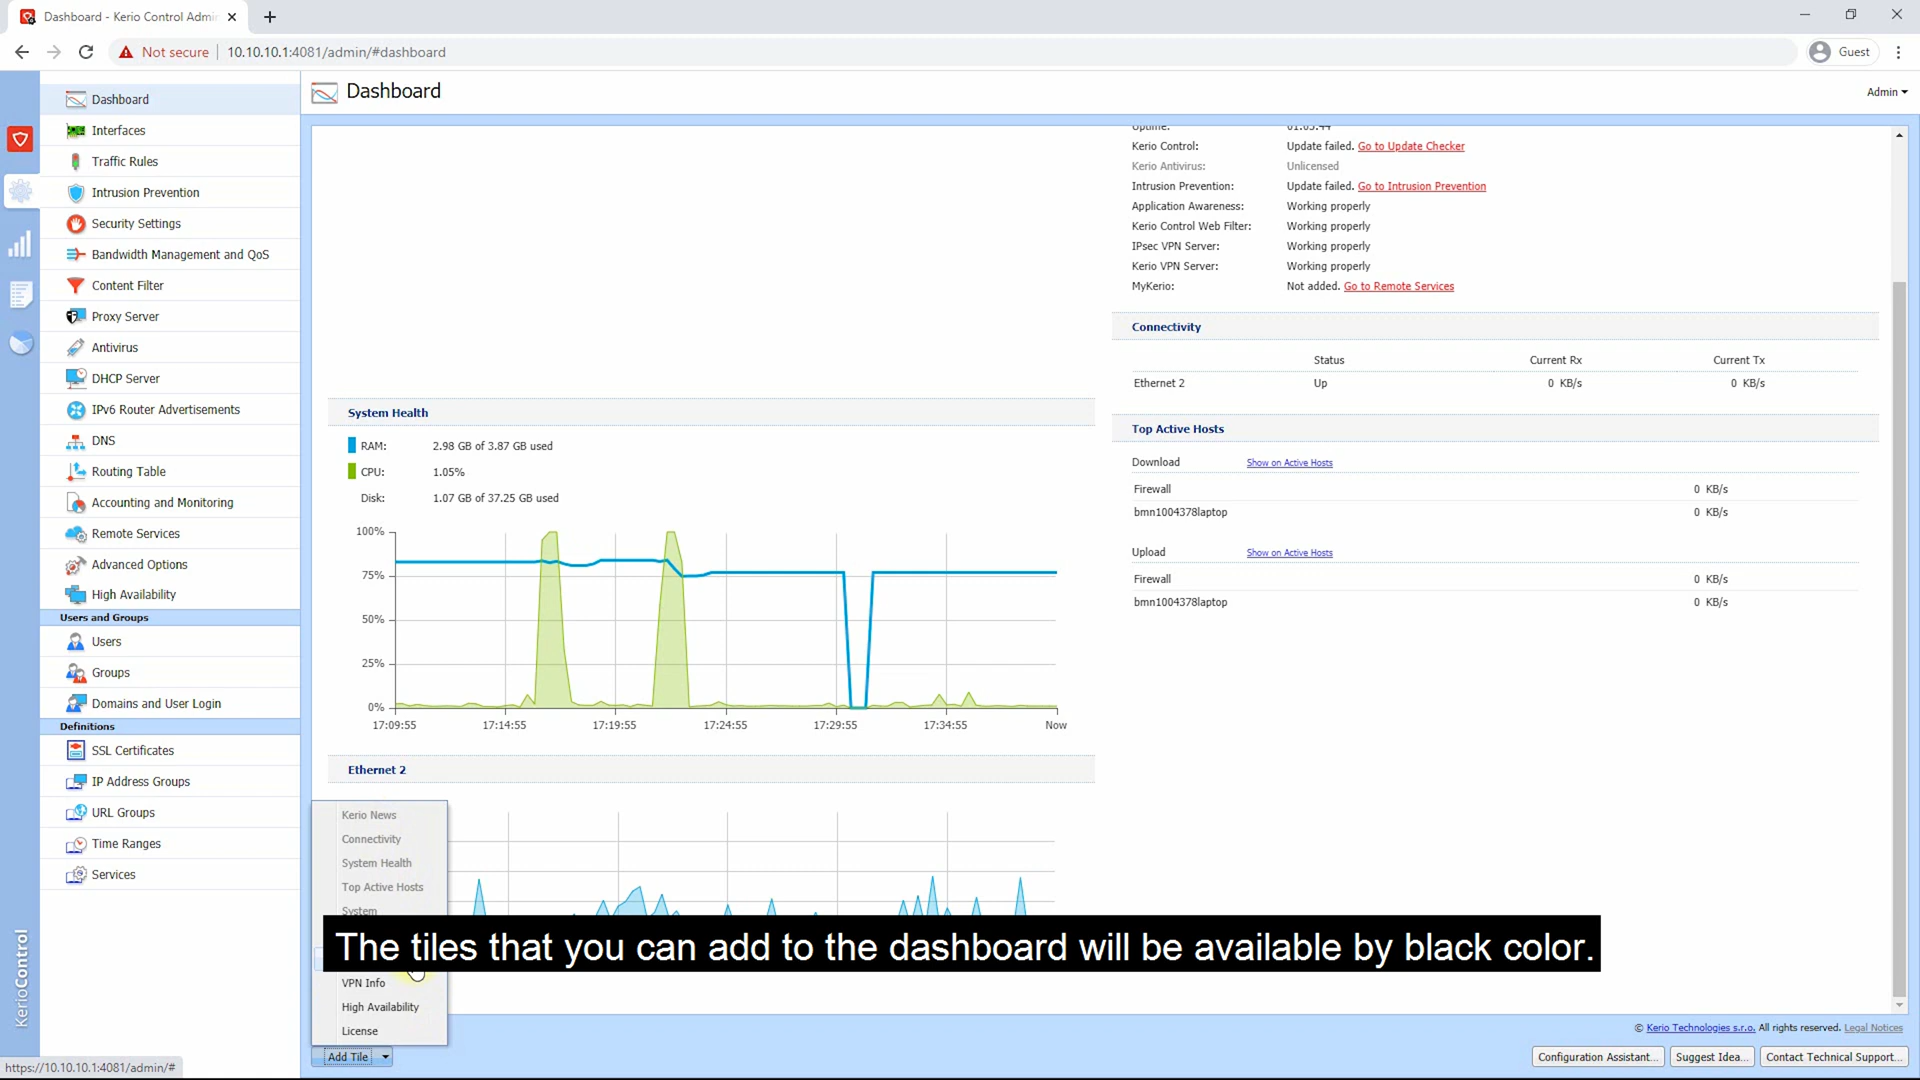 Dashboard - Kerio Control Admin
Not secure
10.10.10.1:4081/admin/#dashboard
Guest
Dashboard
Interfaces
Traffic Rules
Intrusion Prevention
Security Settings
Bandwidth Management and QoS
Content Filter
Proxy Server
Antivirus
DHCP Server
IPv6 Router Advertisements
DNS
Routing Table
Accounting and Monitoring
Remote Services
Advanced Options
High Availability
Users and Groups
Users
Groups
Domains and User Login
Definitions
SSL Certificates
IP Address Groups
URL Groups
Time Ranges
Services
KerioControl
Dashboard
Admin
Uptime: 01:05:44
Kerio Control: Update failed. Go to Update Checker
Kerio Antivirus: Unlicensed
Intrusion Prevention: Update failed. Go to Intrusion Prevention
Application Awareness: Working properly
Kerio Control Web Filter: Working properly
IPsec VPN Server: Working properly
Kerio VPN Server: Working properly
MyKerio: Not added. Go to Remote Services
Connectivity
Status Current Rx Current Tx
Ethernet 2 Up 0 KB/s 0 KB/s
Top Active Hosts
Download Show on Active Hosts
Firewall 0 KB/s
bmn1004378laptop 0 KB/s
Upload Show on Active Hosts
Firewall 0 KB/s
bmn1004378laptop 0 KB/s
System Health
RAM: 2.98 GB of 3.87 GB used
CPU: 1.05%
Disk: 1.07 GB of 37.25 GB used
100%
75%
50%
25%
0%
17:09:55 17:14:55 17:19:55 17:24:55 17:29:55 17:34:55 Now
Ethernet 2
Kerio News
Connectivity
System Health
Top Active Hosts
System
The tiles that you can add to the dashboard will be available by black color.
VPN Info
High Availability
License
Add Tile
© Kerio Technologies s.r.o. All rights reserved. Legal Notices
Configuration Assistant... Suggest Idea... Contact Technical Support...
https://10.10.10.1:4081/admin/#